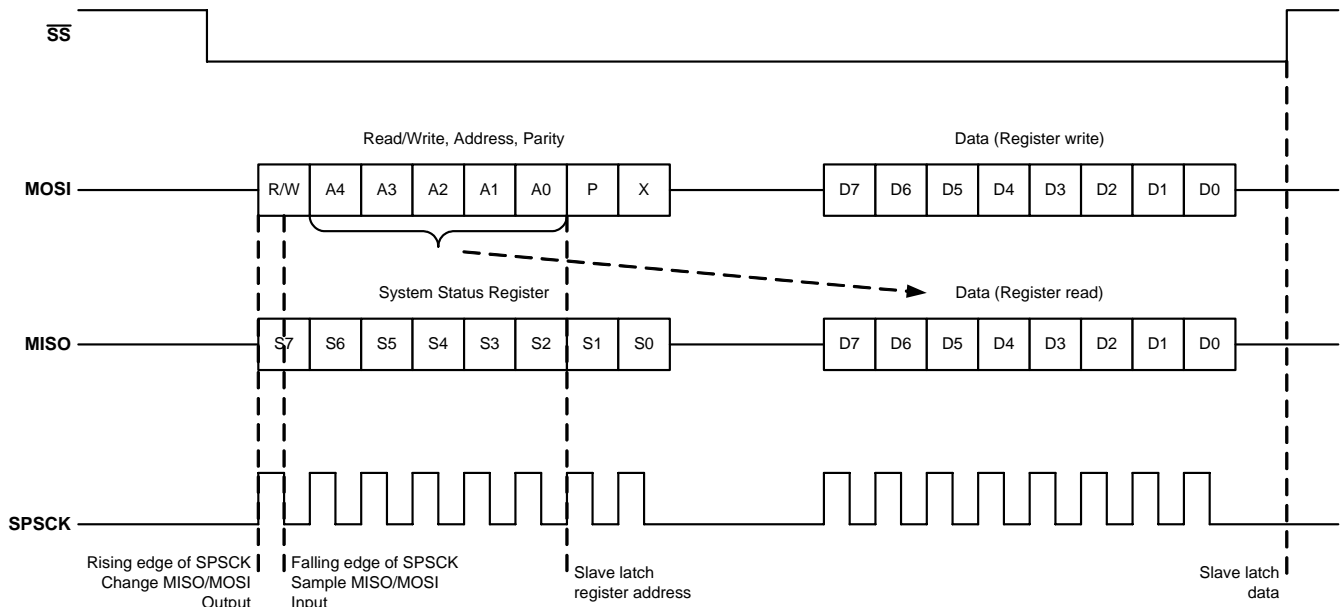 SS
Read/Write, Address, Parity
Data (Register write)
MOSI
R/W A4 A3 A2 A1 A0 P X
D7 D6 D5 D4 D3 D2 D1 D0
System Status Register
Data (Register read)
MISO
S7 S6 S5 S4 S3 S2 S1 S0
D7 D6 D5 D4 D3 D2 D1 D0
SPSCK
Rising edge of SPSCK
Change MISO/MOSI
Output
Falling edge of SPSCK
Sample MISO/MOSI
Input
Slave latch
register address
Slave latch
data